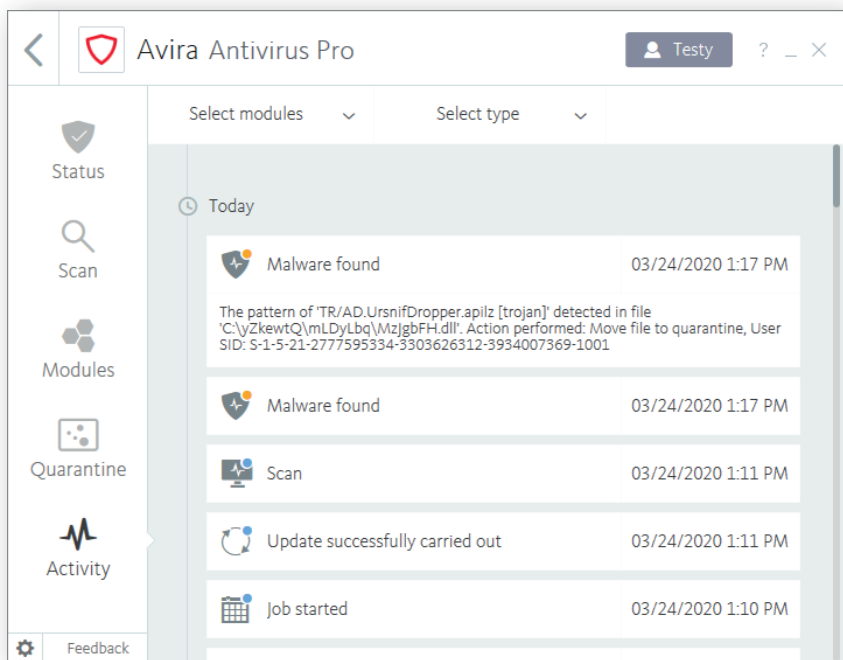 Avira Antivirus Pro
Testy
?
Select modules
Select type
Status
Scan
Modules
Quarantine
Activity
Feedback
Today
Malware found 03/24/2020 1:17 PM
The pattern of 'TR/AD.UrsnifDropper.apilz [trojan]' detected in file
'C:\yZkewtQ\mLDyLbq\MzJgbFH.dll'. Action performed: Move file to quarantine, User
SID: S-1-5-21-2777595334-3303626312-3934007369-1001
Malware found 03/24/2020 1:17 PM
Scan 03/24/2020 1:11 PM
Update successfully carried out 03/24/2020 1:11 PM
Job started 03/24/2020 1:10 PM